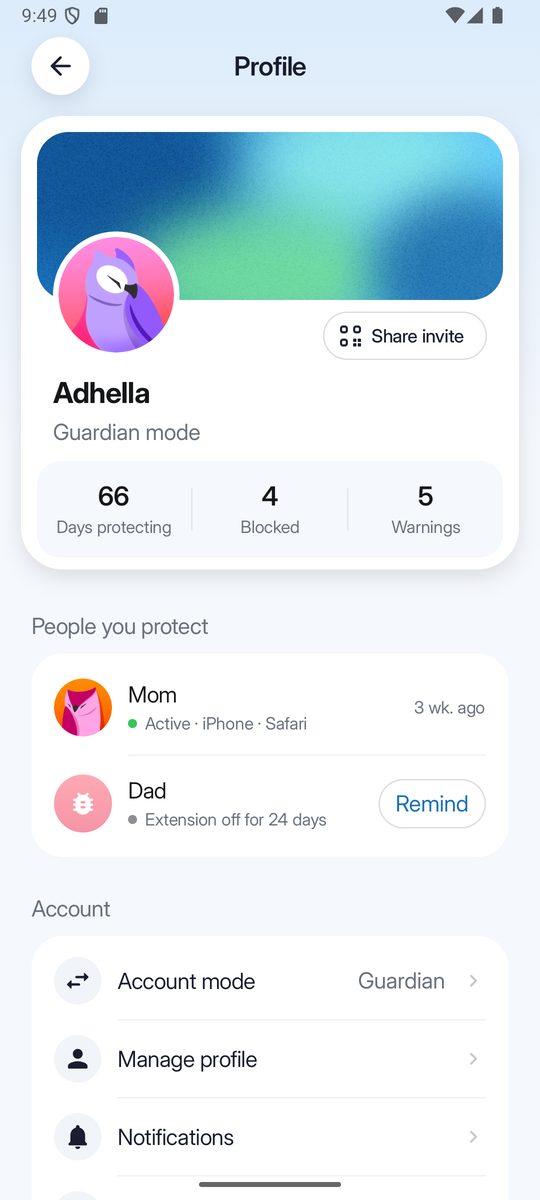 9:49
Profile
Share invite
Adhella
Guardian mode
66
Days protecting
4
Blocked
5
Warnings
People you protect
Mom
Active · iPhone · Safari
3 wk. ago
Dad
Extension off for 24 days
Remind
Account
Account mode
Guardian
Manage profile
Notifications